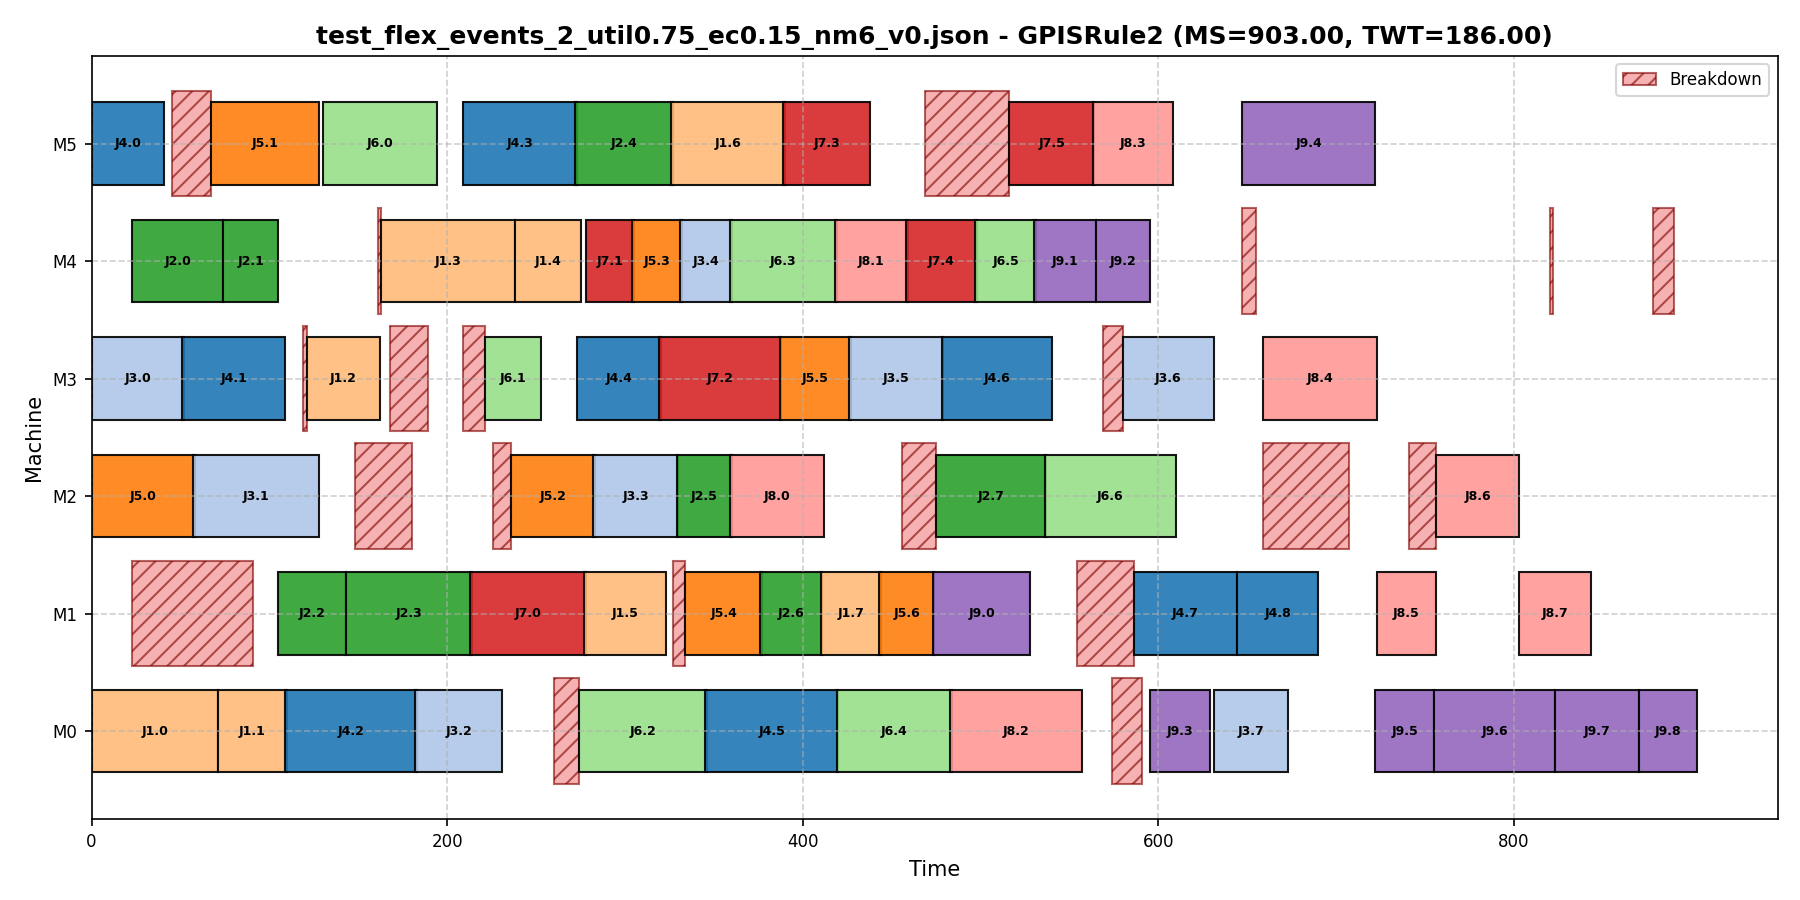 test_flex_events_2_util0.75_ec0.15_nm6_v0.json - GPISRule2 (MS=903.00, TWT=186.00)
Breakdown
M5
J4.0 J5.1 J6.0 J4.3 J2.4 J1.6 J7.3 J7.5 J8.3 J9.4
M4
J2.0 J2.1 J1.3 J1.4 J7.1 J5.3 J3.4 J6.3 J8.1 J7.4 J6.5 J9.1 J9.2
M3
J3.0 J4.1 J1.2 J6.1 J4.4 J7.2 J5.5 J3.5 J4.6 J3.6 J8.4
M2
J5.0 J3.1 J5.2 J3.3 J2.5 J8.0 J2.7 J6.6 J8.6
M1
J2.2 J2.3 J7.0 J1.5 J5.4 J2.6 J1.7 J5.6 J9.0 J4.7 J4.8 J8.5 J8.7
M0
J1.0 J1.1 J4.2 J3.2 J6.2 J4.5 J6.4 J8.2 J9.3 J3.7 J9.5 J9.6 J9.7 J9.8
Machine
0 200 400 600 800
Time